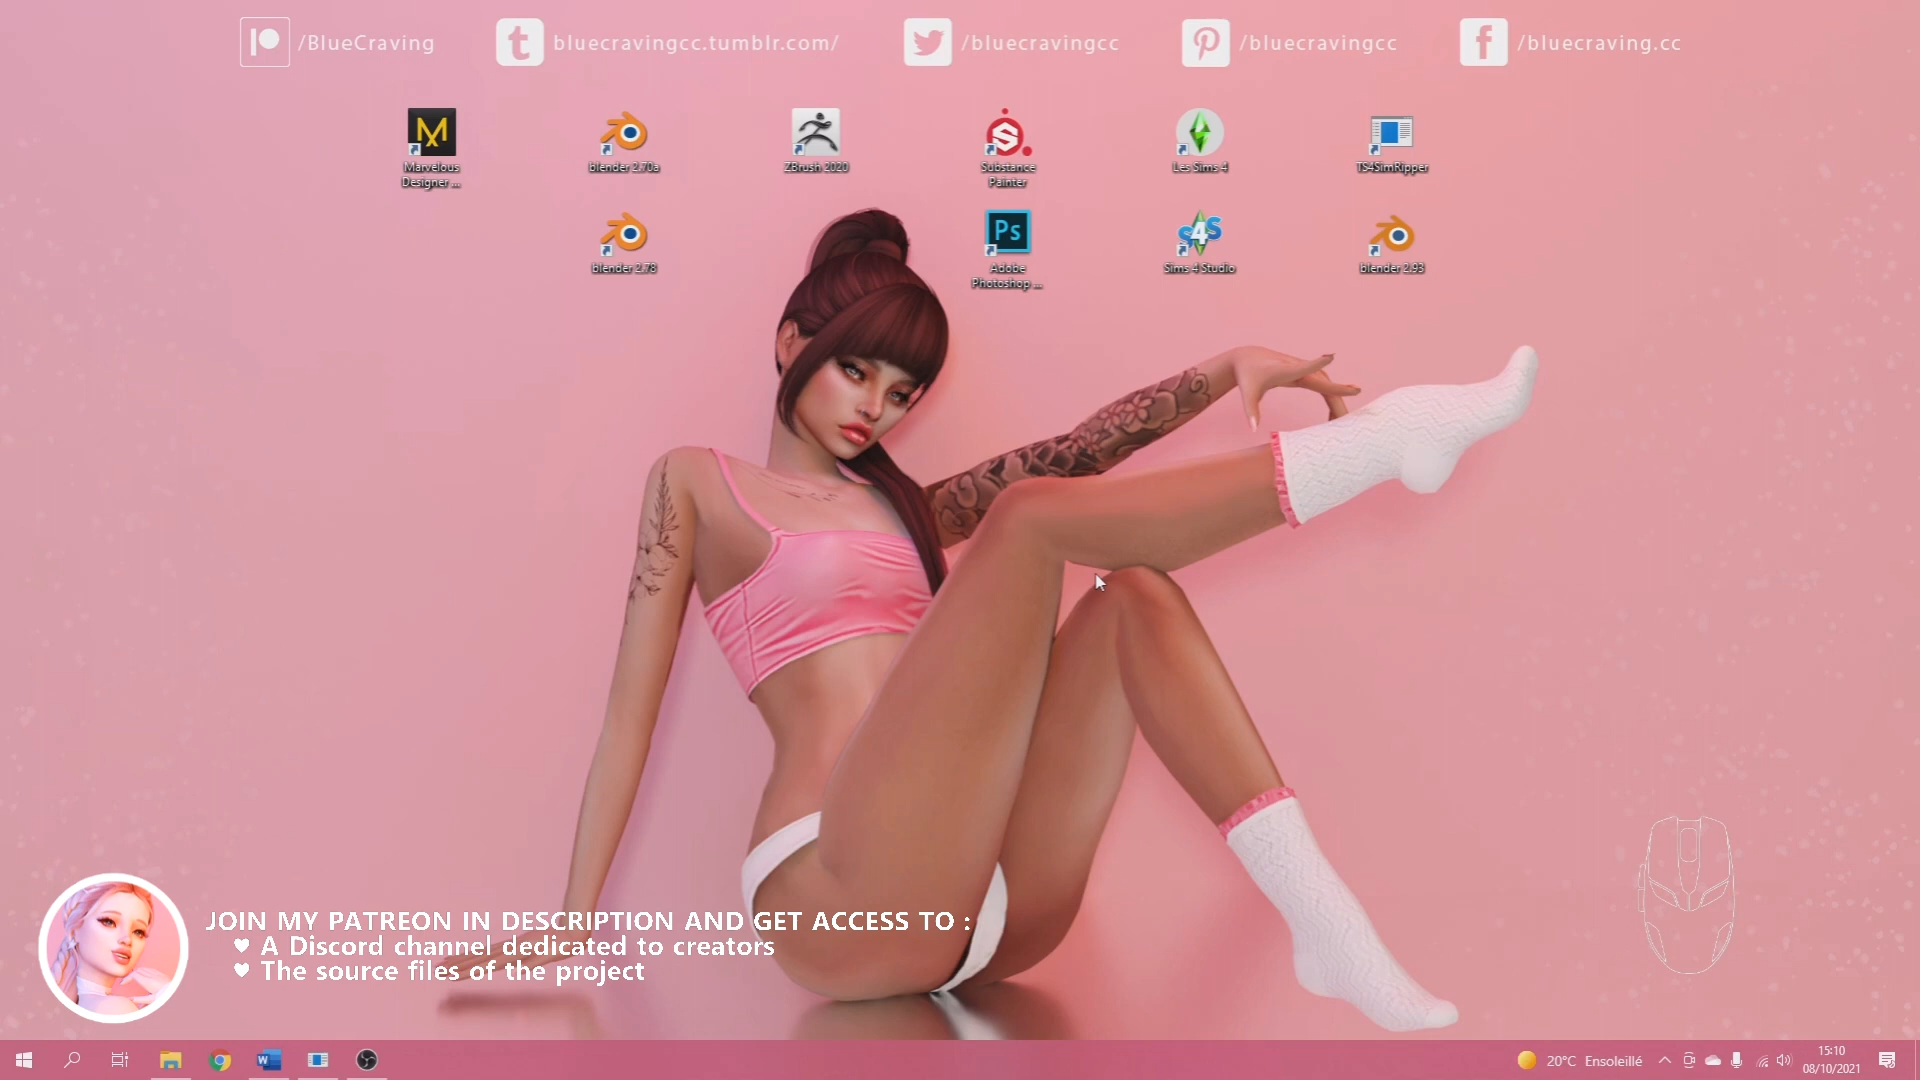 /BlueCraving
bluecravingcc.tumblr.com/
/bluecravingcc
/bluecravingcc
/bluecraving.cc
Marvelous
Designer ...
blender 2.70a
ZBrush 2020
Substance
Painter
Les Sims 4
TS4SimRipper
blender 2.78
Ps
Adobe
Photoshop ...
S4S
Sims 4 Studio
blender 2.93
JOIN MY PATREON IN DESCRIPTION AND GET ACCESS TO :
♥ A Discord channel dedicated to creators
♥ The source files of the project
20°C Ensoleillé
15:10
08/10/2021